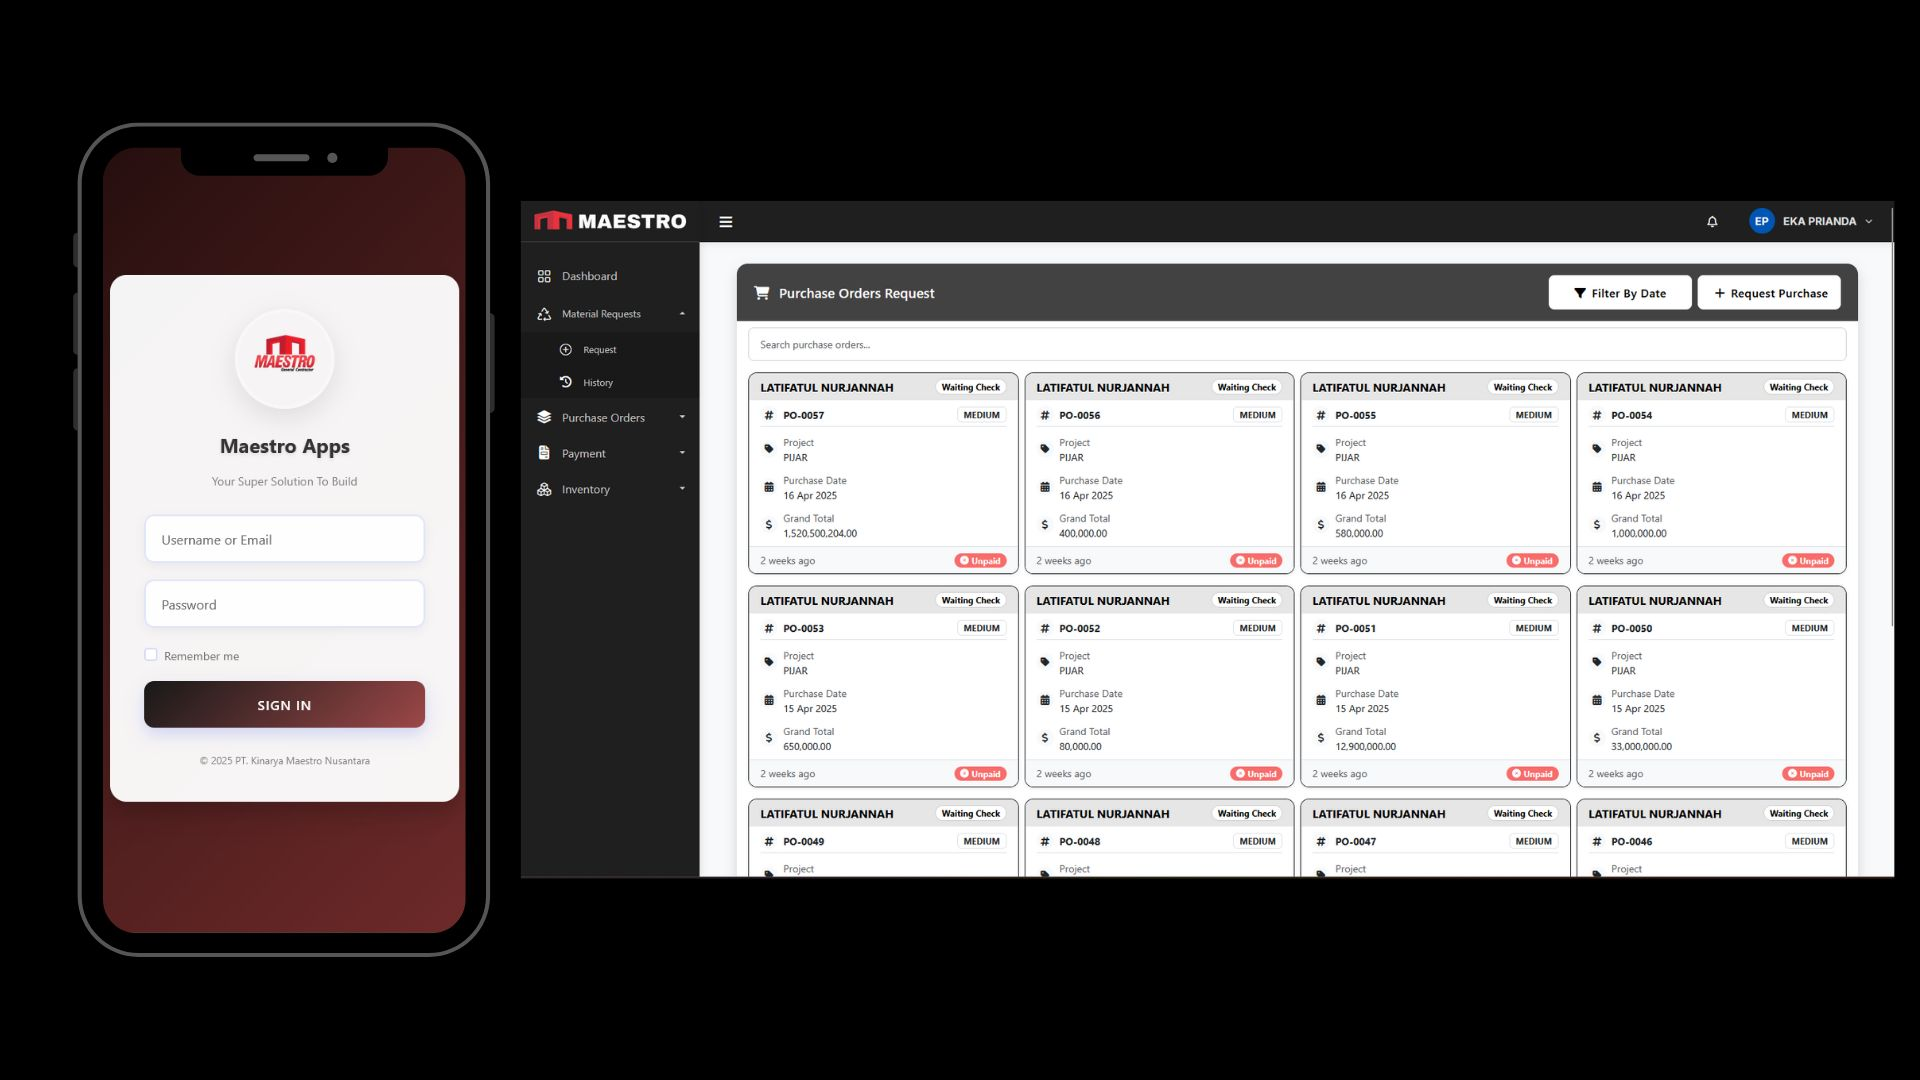 MAESTRO
General Contractor
Maestro Apps
Your Super Solution To Build
Username or Email
Password
Remember me
SIGN IN
© 2025 PT. Kinarya Maestro Nusantara
MAESTRO
EP EKA PRIANDA
Dashboard
Material Requests
Request
History
Purchase Orders
Payment
Inventory
Purchase Orders Request
Filter By Date
+ Request Purchase
Search purchase orders...
LATIFATUL NURJANNAH Waiting Check
# PO-0057 MEDIUM
Project
PIJAR
Purchase Date
16 Apr 2025
$ Grand Total
1,520,500,204.00
2 weeks ago Unpaid
LATIFATUL NURJANNAH Waiting Check
# PO-0056 MEDIUM
Project
PIJAR
Purchase Date
16 Apr 2025
$ Grand Total
400,000.00
2 weeks ago Unpaid
LATIFATUL NURJANNAH Waiting Check
# PO-0055 MEDIUM
Project
PIJAR
Purchase Date
16 Apr 2025
$ Grand Total
580,000.00
2 weeks ago Unpaid
LATIFATUL NURJANNAH Waiting Check
# PO-0054 MEDIUM
Project
PIJAR
Purchase Date
16 Apr 2025
$ Grand Total
1,000,000.00
2 weeks ago Unpaid
LATIFATUL NURJANNAH Waiting Check
# PO-0053 MEDIUM
Project
PIJAR
Purchase Date
15 Apr 2025
$ Grand Total
650,000.00
2 weeks ago Unpaid
LATIFATUL NURJANNAH Waiting Check
# PO-0052 MEDIUM
Project
PIJAR
Purchase Date
15 Apr 2025
$ Grand Total
80,000.00
2 weeks ago Unpaid
LATIFATUL NURJANNAH Waiting Check
# PO-0051 MEDIUM
Project
PIJAR
Purchase Date
15 Apr 2025
$ Grand Total
12,900,000.00
2 weeks ago Unpaid
LATIFATUL NURJANNAH Waiting Check
# PO-0050 MEDIUM
Project
PIJAR
Purchase Date
15 Apr 2025
$ Grand Total
33,000,000.00
2 weeks ago Unpaid
LATIFATUL NURJANNAH Waiting Check
# PO-0049 MEDIUM
Project
LATIFATUL NURJANNAH Waiting Check
# PO-0048 MEDIUM
Project
LATIFATUL NURJANNAH Waiting Check
# PO-0047 MEDIUM
Project
LATIFATUL NURJANNAH Waiting Check
# PO-0046 MEDIUM
Project